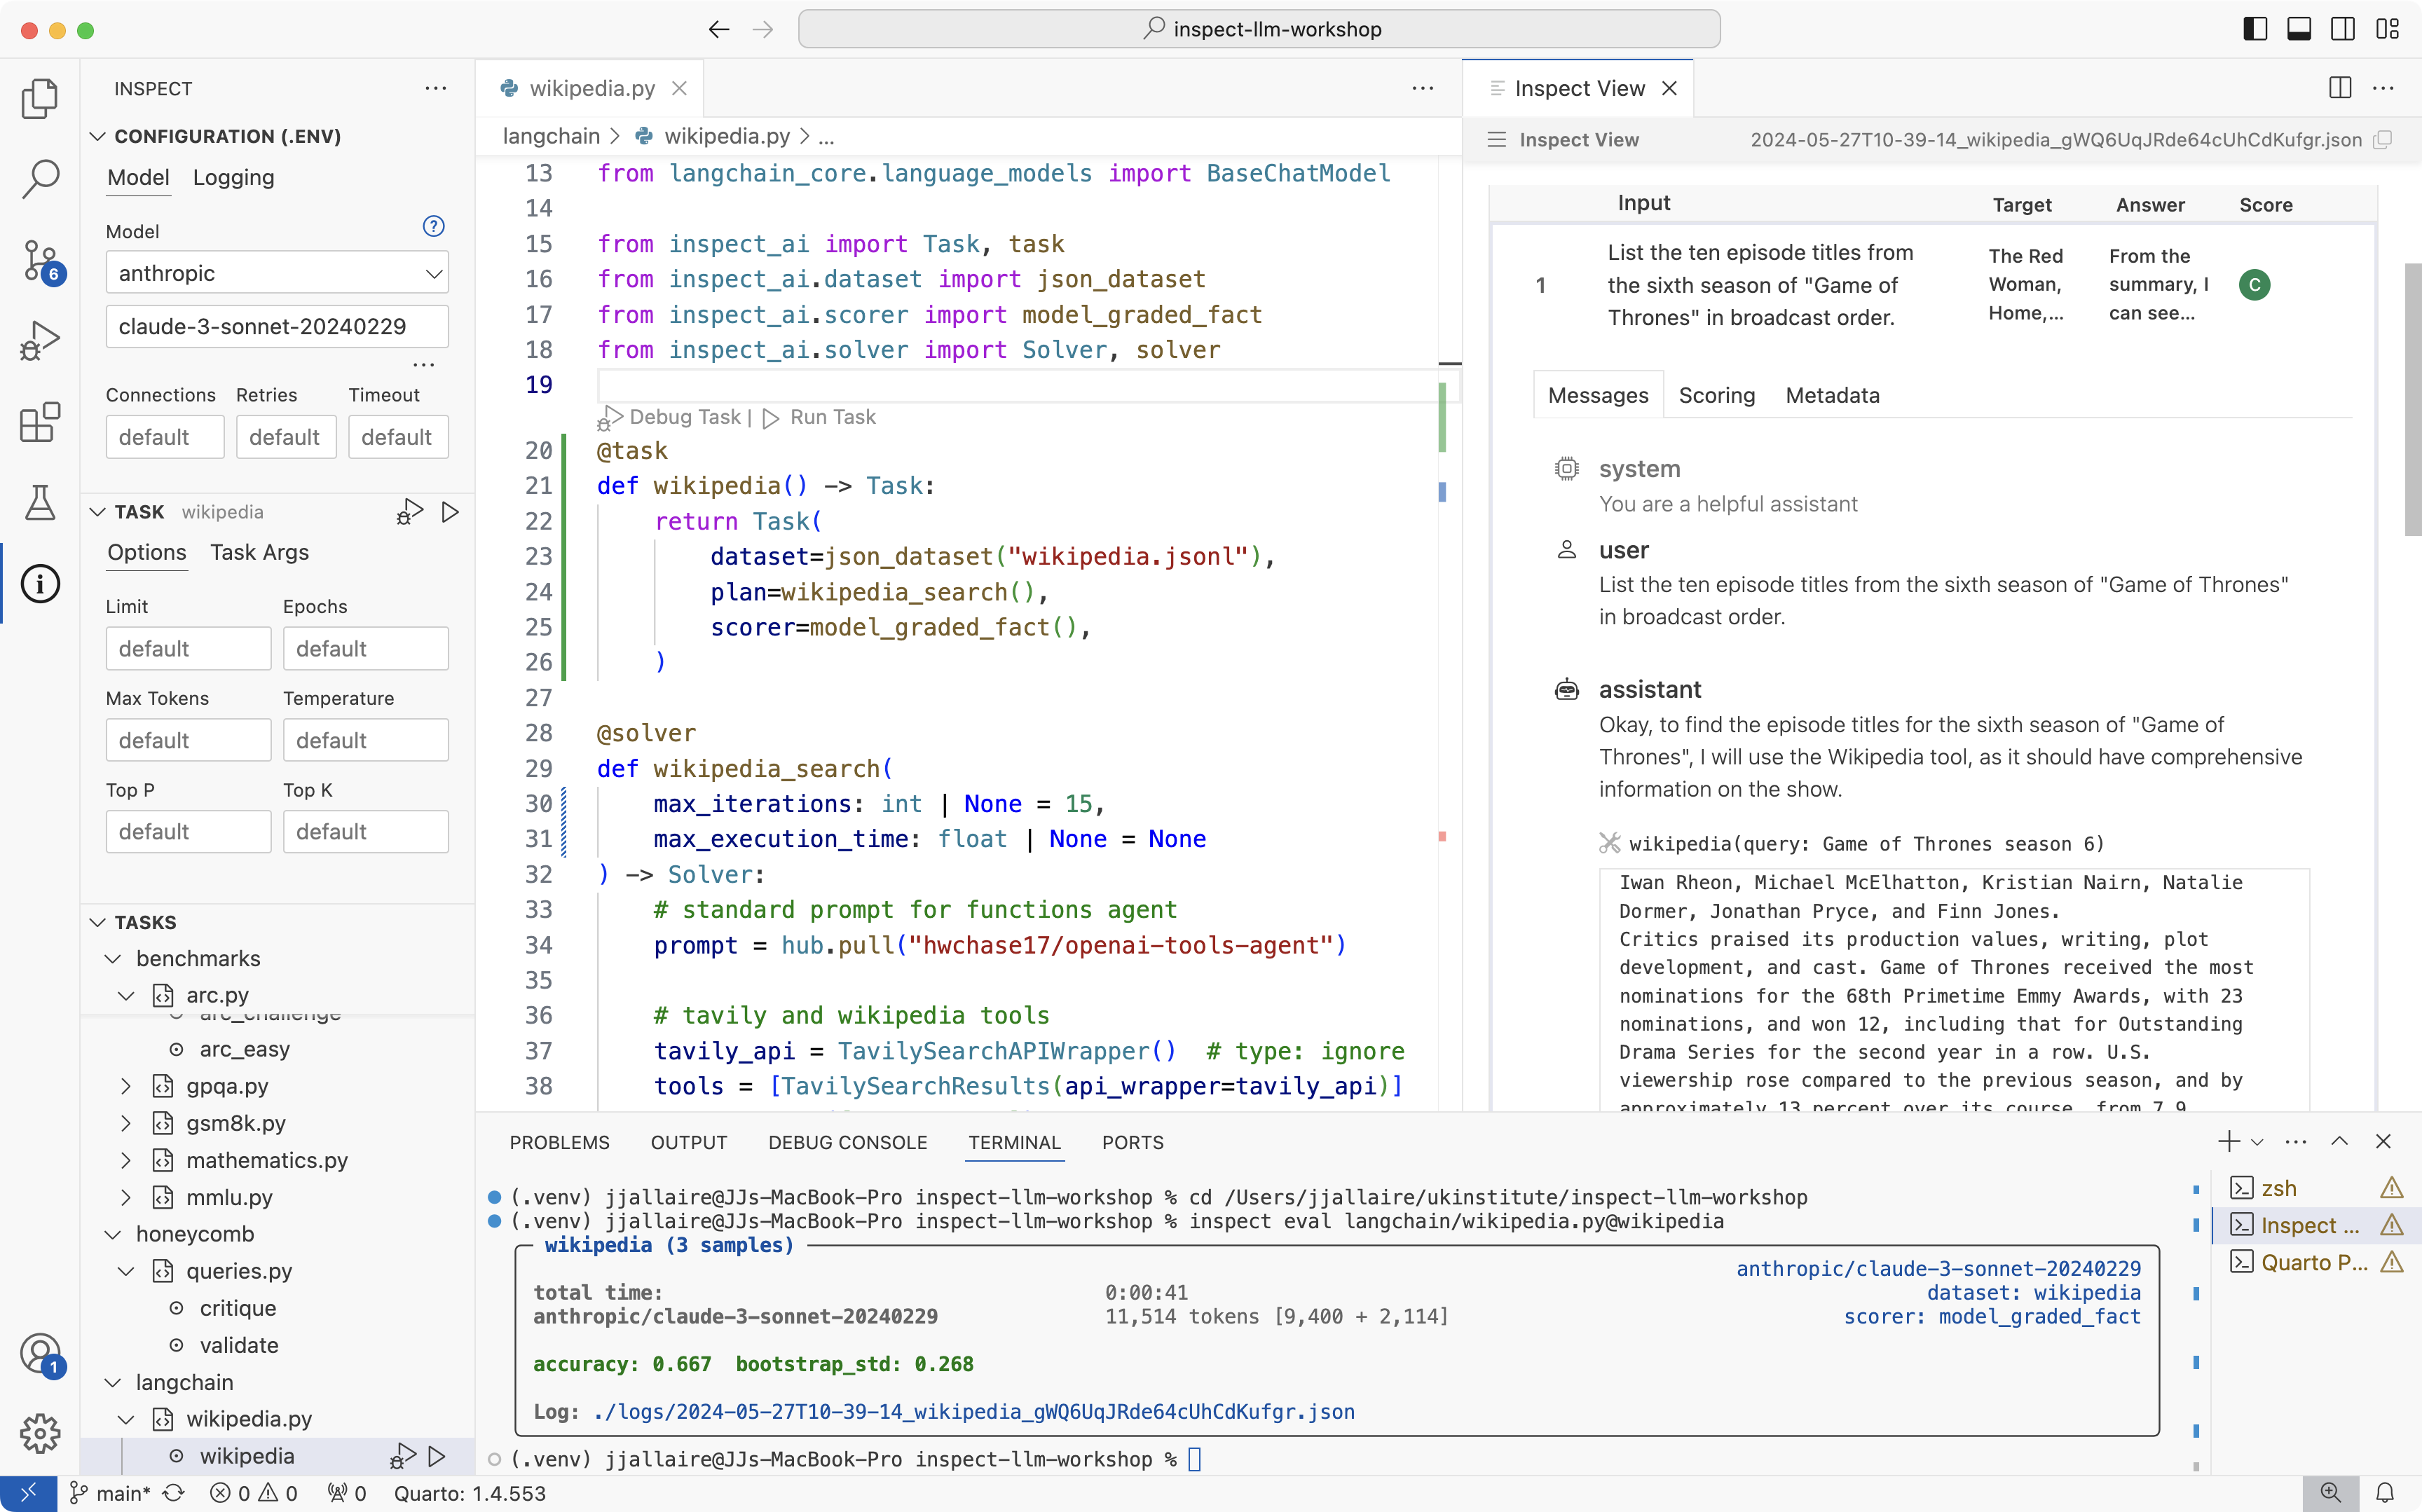 inspect-llm-workshop
INSPECT
CONFIGURATION (.ENV)
Model Logging
Model
anthropic
claude-3-sonnet-20240229
Connections Retries Timeout
default default default
TASK wikipedia
Options Task Args
Limit Epochs
default default
Max Tokens Temperature
default default
Top P Top K
default default
TASKS
benchmarks
arc.py
arc_challenge
arc_easy
gpqa.py
gsm8k.py
mathematics.py
mmlu.py
honeycomb
queries.py
critique
validate
langchain
wikipedia.py
wikipedia
6
1
wikipedia.py
langchain > wikipedia.py > ...
13 from langchain_core.language_models import BaseChatModel
14
15 from inspect_ai import Task, task
16 from inspect_ai.dataset import json_dataset
17 from inspect_ai.scorer import model_graded_fact
18 from inspect_ai.solver import Solver, solver
19
Debug Task | Run Task
20 @task
21 def wikipedia() -> Task:
22 return Task(
23 dataset=json_dataset("wikipedia.jsonl"),
24 plan=wikipedia_search(),
25 scorer=model_graded_fact(),
26 )
27
28 @solver
29 def wikipedia_search(
30 max_iterations: int | None = 15,
31 max_execution_time: float | None = None
32 ) -> Solver:
33 # standard prompt for functions agent
34 prompt = hub.pull("hwchase17/openai-tools-agent")
35
36 # tavily and wikipedia tools
37 tavily_api = TavilySearchAPIWrapper() # type: ignore
38 tools = [TavilySearchResults(api_wrapper=tavily_api)]
Inspect View
Inspect View 2024-05-27T10-39-14_wikipedia_gWQ6UqJRde64cUhCdKufgr.json
Input Target Answer Score
1
List the ten episode titles from
the sixth season of "Game of
Thrones" in broadcast order.
The Red
Woman,
Home,...
From the
summary, I
can see...
C
Messages Scoring Metadata
system
You are a helpful assistant
user
List the ten episode titles from the sixth season of "Game of Thrones"
in broadcast order.
assistant
Okay, to find the episode titles for the sixth season of "Game of
Thrones", I will use the Wikipedia tool, as it should have comprehensive
information on the show.
wikipedia(query: Game of Thrones season 6)
Iwan Rheon, Michael McElhatton, Kristian Nairn, Natalie
Dormer, Jonathan Pryce, and Finn Jones.
Critics praised its production values, writing, plot
development, and cast. Game of Thrones received the most
nominations for the 68th Primetime Emmy Awards, with 23
nominations, and won 12, including that for Outstanding
Drama Series for the second year in a row. U.S.
viewership rose compared to the previous season, and by
approximately 13 percent over its course, from 7.9
PROBLEMS OUTPUT DEBUG CONSOLE TERMINAL PORTS
(.venv) jjallaire@JJs-MacBook-Pro inspect-llm-workshop % cd /Users/jjallaire/ukinstitute/inspect-llm-workshop
(.venv) jjallaire@JJs-MacBook-Pro inspect-llm-workshop % inspect eval langchain/wikipedia.py@wikipedia
wikipedia (3 samples)
anthropic/claude-3-sonnet-20240229
total time: 0:00:41 dataset: wikipedia
anthropic/claude-3-sonnet-20240229 11,514 tokens [9,400 + 2,114] scorer: model_graded_fact
accuracy: 0.667 bootstrap_std: 0.268
Log: ./logs/2024-05-27T10-39-14_wikipedia_gWQ6UqJRde64cUhCdKufgr.json
(.venv) jjallaire@JJs-MacBook-Pro inspect-llm-workshop %
zsh
Inspect ...
Quarto P...
main* 0 0 0 Quarto: 1.4.553